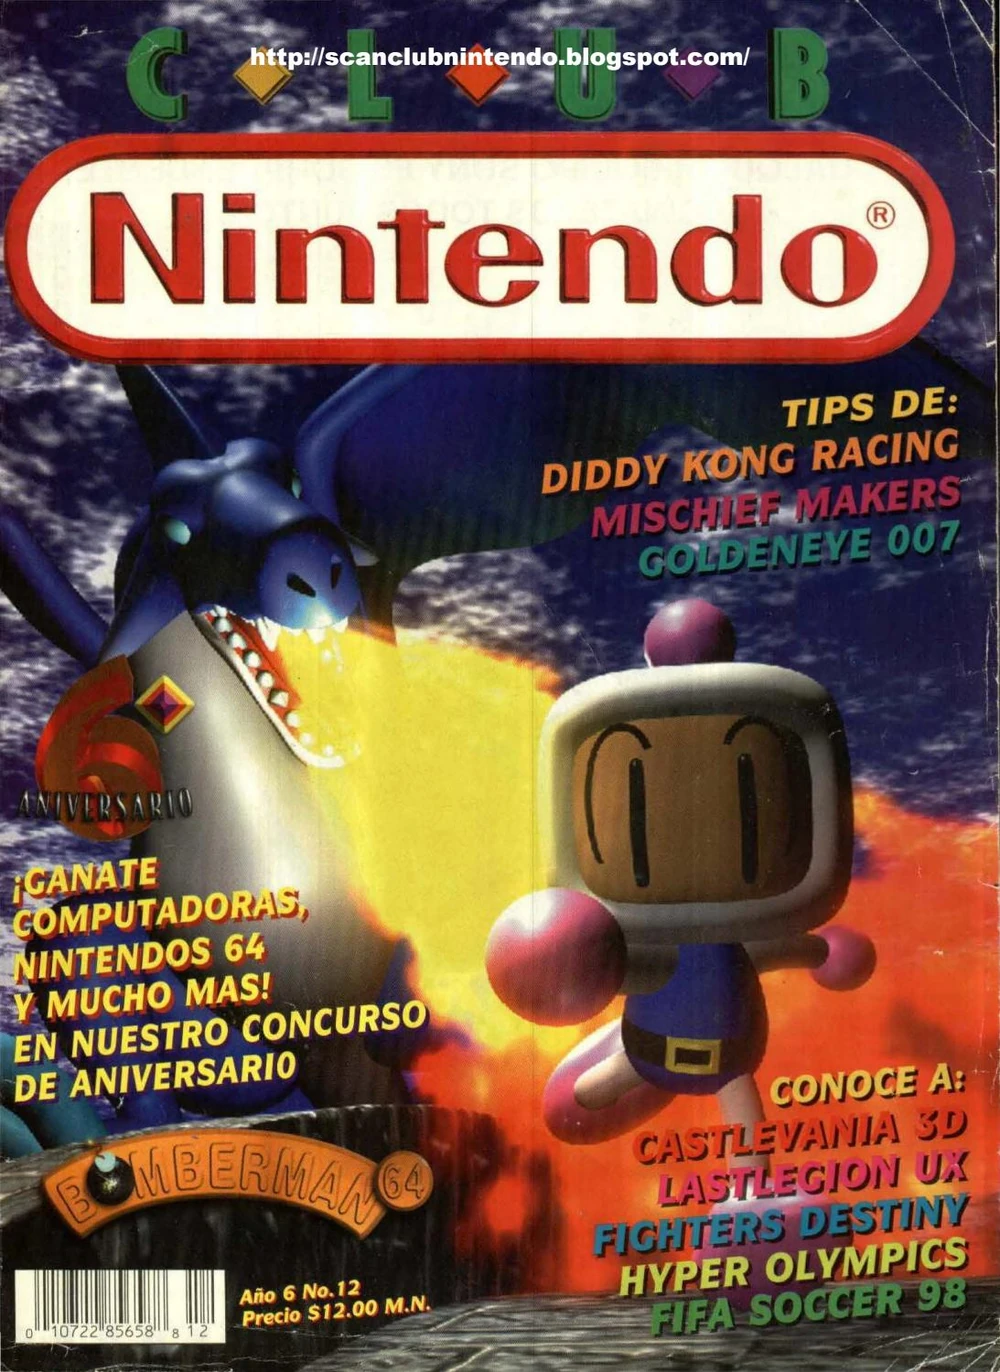 http://scanclubnintendo.blogspot.com/
CLUB
Nintendo®
TIPS DE:
DIDDY KONG RACING
MISCHIEF MAKERS
GOLDENEYE 007
6
ANIVERSARIO
¡GANATE
COMPUTADORAS,
NINTENDOS 64
Y MUCHO MAS!
EN NUESTRO CONCURSO
DE ANIVERSARIO
BOMBERMAN 64
CONOCE A:
CASTLEVANIA 3D
LASTLEGION UX
FIGHTERS DESTINY
HYPER OLYMPICS
FIFA SOCCER 98
Año 6 No.12
Precio $12.00 M.N.
0 10722 85658 8 12